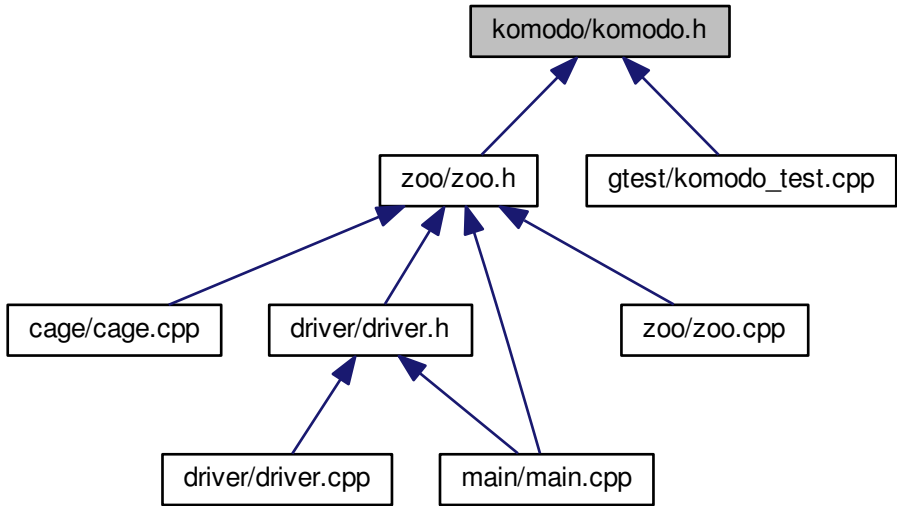 komodo/komodo.h
zoo/zoo.h
gtest/komodo_test.cpp
cage/cage.cpp
driver/driver.h
zoo/zoo.cpp
driver/driver.cpp
main/main.cpp